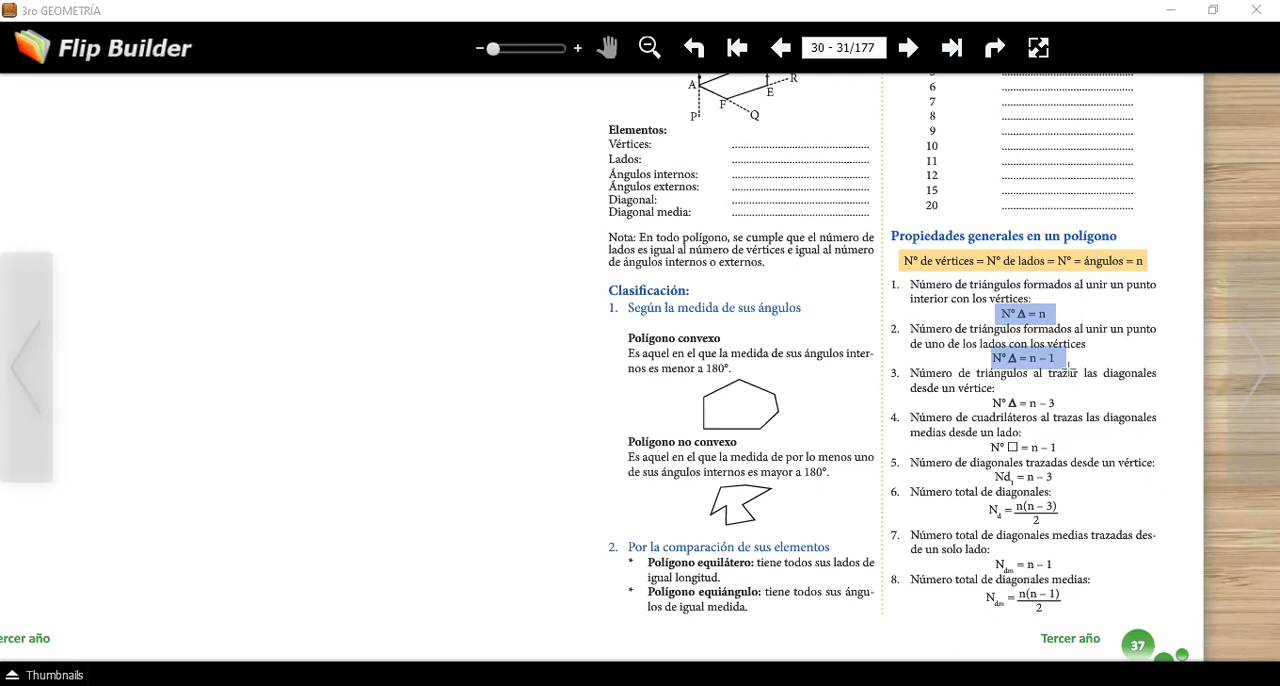 3ro GEOMETRÍA
Flip Builder
30 - 31/177
A
R
E
F
P
Q
Elementos:
Vértices:
Lados:
Ángulos internos:
Ángulos externos:
Diagonal:
Diagonal media:
Nota: En todo polígono, se cumple que el número de
lados es igual al número de vértices e igual al número
de ángulos internos o externos.
Clasificación:
1. Según la medida de sus ángulos
Polígono convexo
Es aquel en el que la medida de sus ángulos inter-
nos es menor a 180°.
Polígono no convexo
Es aquel en el que la medida de por lo menos uno
de sus ángulos internos es mayor a 180°.
2. Por la comparación de sus elementos
* Polígono equilátero: tiene todos sus lados de
igual longitud.
* Polígono equiángulo: tiene todos sus ángu-
los de igual medida.
6
7
8
9
10
11
12
15
20
Propiedades generales en un polígono
N° de vértices = N° de lados = N° = ángulos = n
1. Número de triángulos formados al unir un punto
interior con los vértices:
N° Δ = n
2. Número de triángulos formados al unir un punto
de uno de los lados con los vértices
N° Δ = n – 1
3. Número de triángulos al trazir las diagonales
desde un vértice:
N° Δ = n – 3
4. Número de cuadriláteros al trazas las diagonales
medias desde un lado:
N° □ = n – 1
5. Número de diagonales trazadas desde un vértice:
Nd₁ = n – 3
6. Número total de diagonales:
N_d = n(n – 3)
2
7. Número total de diagonales medias trazadas des-
de un solo lado:
N_dm = n – 1
8. Número total de diagonales medias:
N_dm = n(n – 1)
2
ercer año
Tercer año
37
Thumbnails